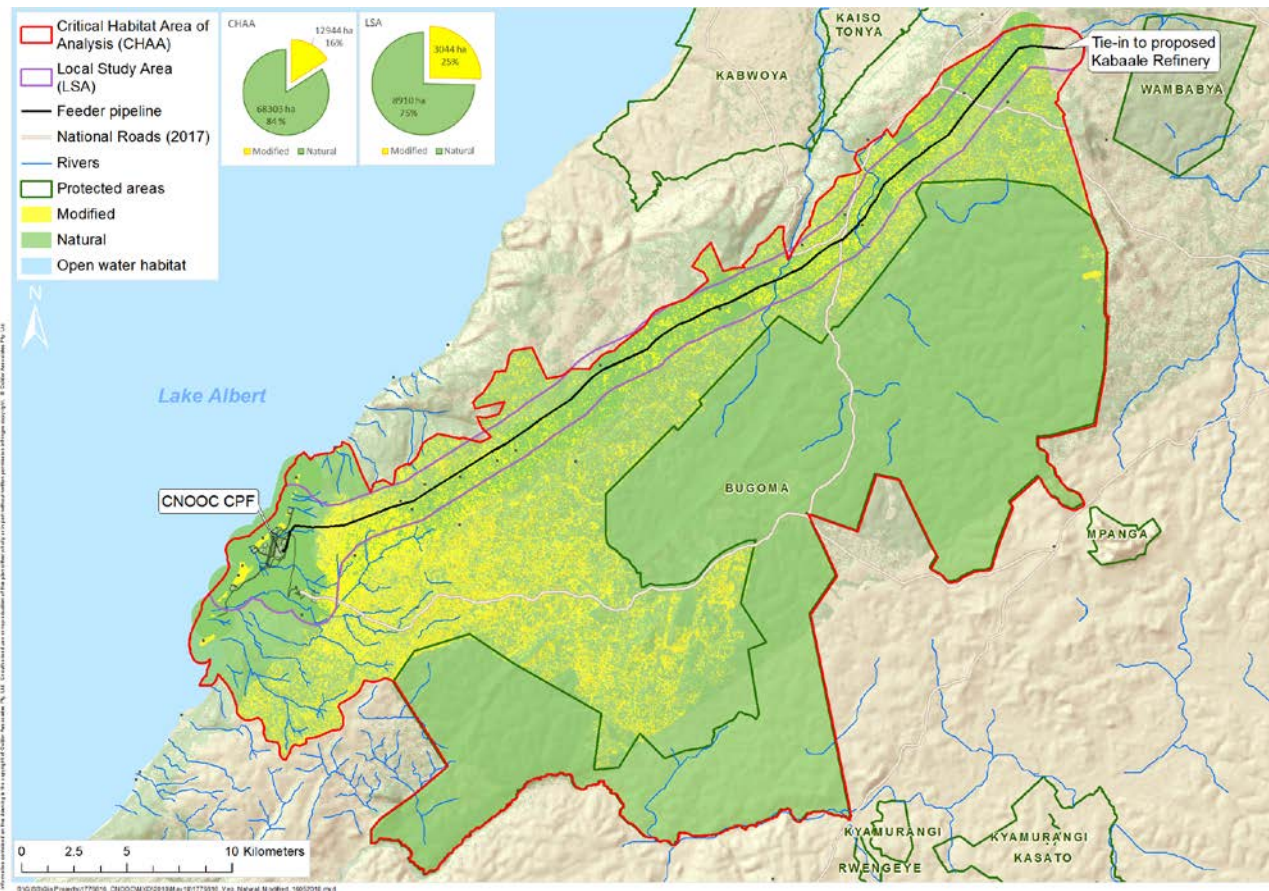 Critical Habitat Area of
Analysis (CHAA)
Local Study Area
(LSA)
Feeder pipeline
National Roads (2017)
Rivers
Protected areas
Modified
Natural
Open water habitat
N
CHAA
12944 ha
16%
68303 ha
84%
Modified Natural
LSA
3044 ha
25%
8910 ha
75%
Modified Natural
KAISO
TONYA
KABWOYA
Tie-in to proposed
Kabaale Refinery
WAMBABYA
Lake Albert
CNOOC CPF
BUGOMA
MPANGA
KYAMURANGI
RWENGEYE
KYAMURANGI
KASATO
0 2.5 5 10 Kilometers